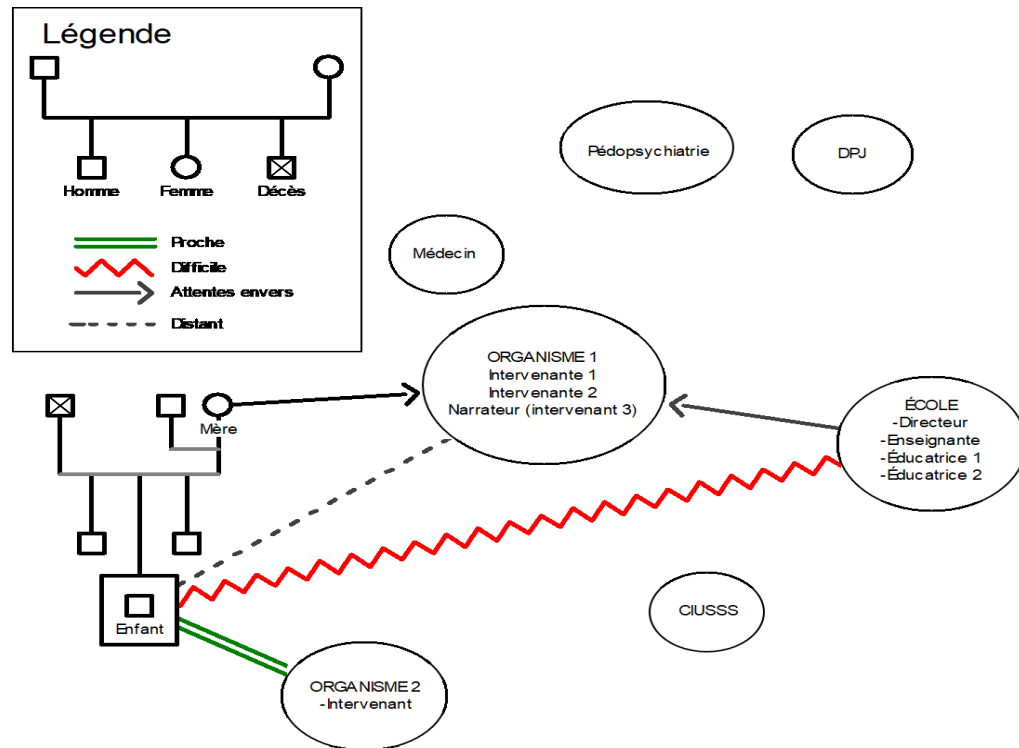 Légende
Homme
Femme
Décès
Proche
Difficile
Attentes envers
Distant
Pédopsychiatrie
DPJ
Médecin
ORGANISME 1
Intervenante 1
Intervenante 2
Narrateur (intervenant 3)
ÉCOLE
-Directeur
-Enseignante
-Éducatrice 1
-Éducatrice 2
Mère
Enfant
CIUSSS
ORGANISME 2
-Intervenant